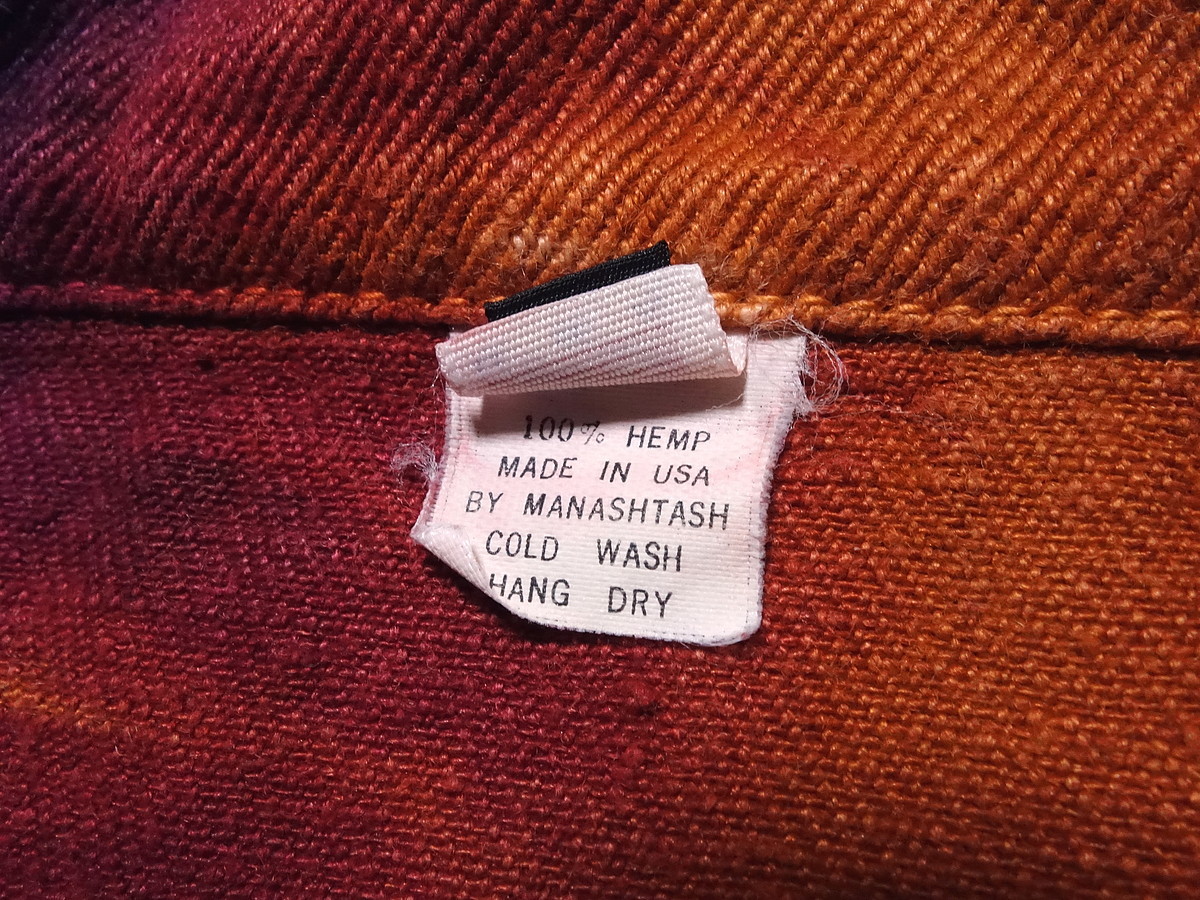 100% HEMP
MADE IN USA
BY MANASHTASH
COLD WASH
HANG DRY